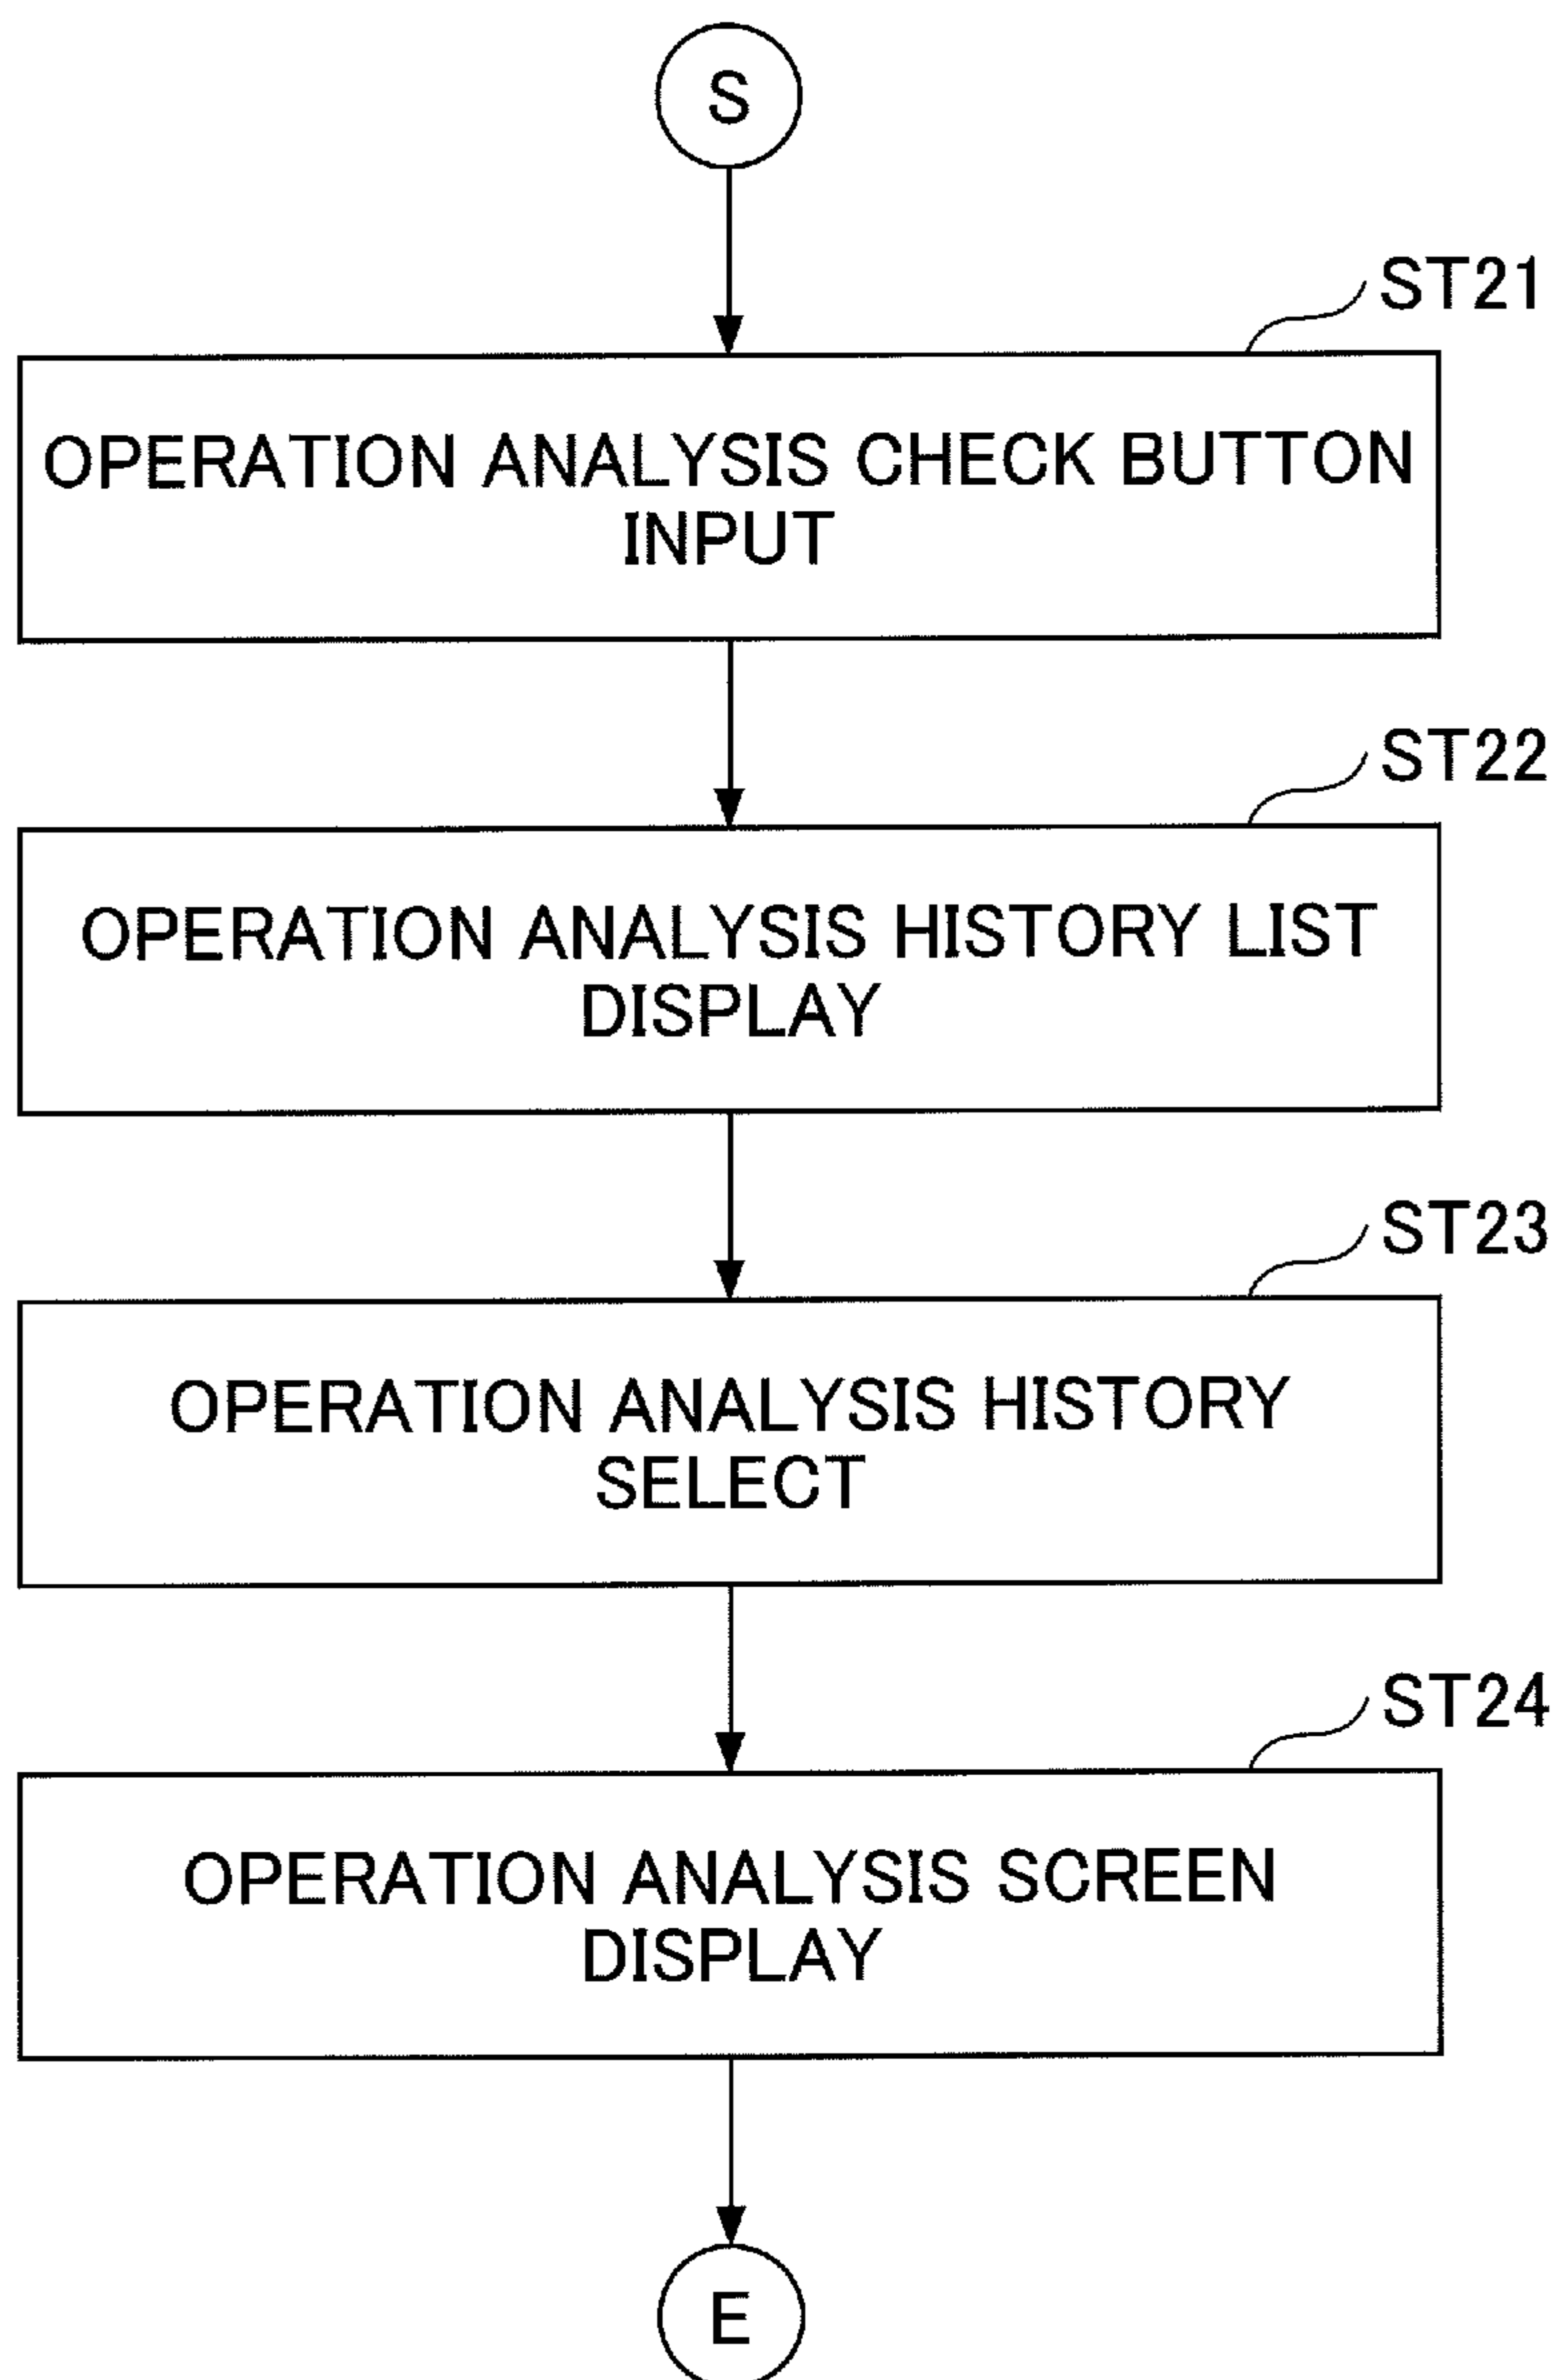 S
ST21
OPERATION ANALYSIS CHECK BUTTON
INPUT
ST22
OPERATION ANALYSIS HISTORY LIST
DISPLAY
ST23
OPERATION ANALYSIS HISTORY
SELECT
ST24
OPERATION ANALYSIS SCREEN
DISPLAY
E